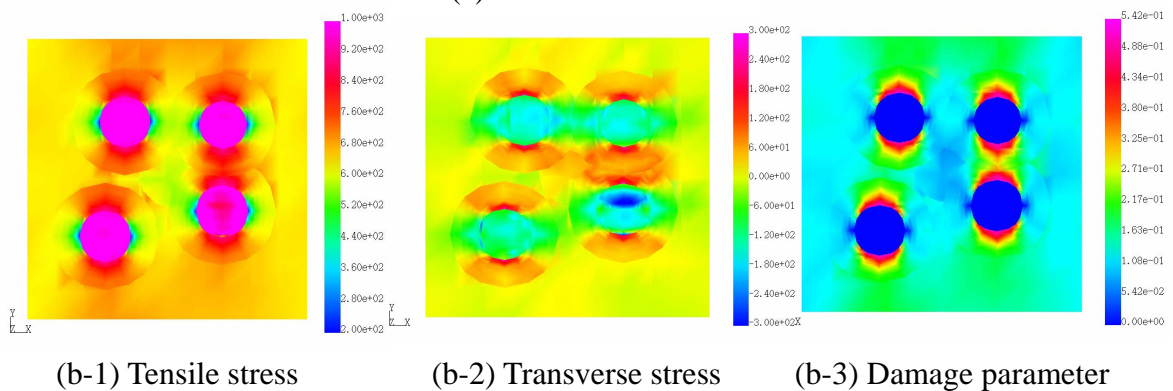 1.00e+03
9.20e+02
8.40e+02
7.60e+02
6.80e+02
6.00e+02
5.20e+02
4.40e+02
3.60e+02
2.80e+02
2.00e+02
Y
Z X
3.00e+02
2.40e+02
1.80e+02
1.20e+02
6.00e+01
0.00e+00
-6.00e+01
-1.20e+02
-1.80e+02
-2.40e+02
-3.00e+02
Y
Z X
5.42e-01
4.88e-01
4.34e-01
3.80e-01
3.25e-01
2.71e-01
2.17e-01
1.63e-01
1.08e-01
5.42e-02
0.00e+00
X
(b-1) Tensile stress
(b-2) Transverse stress
(b-3) Damage parameter